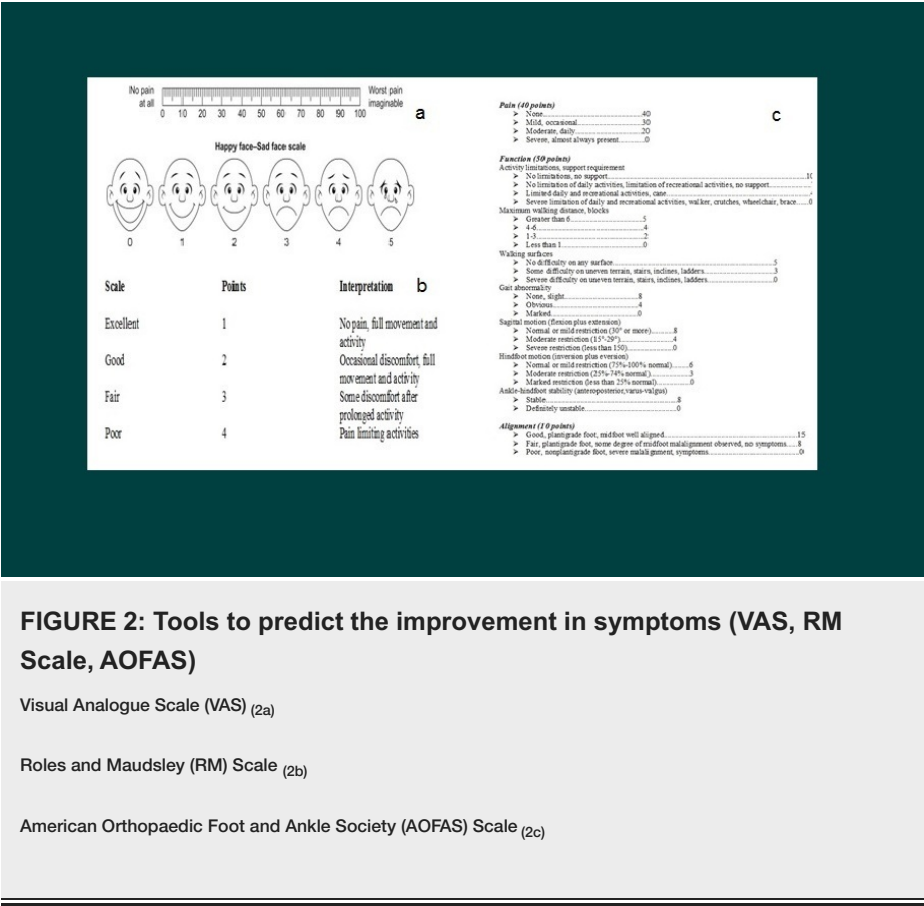 No pain
at all
Worst pain
imaginable
0 10 20 30 40 50 60 70 80 90 100
a
Happy face–Sad face scale
0 1 2 3 4 5
Scale Points Interpretation b
Excellent 1 No pain, full movement and
activity
Good 2 Occasional discomfort, full
movement and activity
Fair 3 Some discomfort after
prolonged activity
Poor 4 Pain limiting activities
c
Pain (40 points)
➢ None...40
➢ Mild, occasional...30
➢ Moderate, daily...20
➢ Severe, almost always present...0
Function (50 points)
Activity limitations, support requirement
➢ No limitations, no support...
➢ No limitation of daily activities, limitation of recreational activities, no support...
➢ Limited daily and recreational activities, cane...
➢ Severe limitation of daily and recreational activities, walker, crutches, wheelchair, brace...0
Maximum walking distance, blocks
➢ Greater than 6...5
➢ 4-6...4
➢ 1-3...2
➢ Less than 1...0
Walking surfaces
➢ No difficulty on any surface...5
➢ Some difficulty on uneven terrain, stairs, inclines, ladders...3
➢ Severe difficulty on uneven terrain, stairs, inclines, ladders...0
Gait abnormality
➢ None, slight...8
➢ Obvious...4
➢ Marked...0
Sagittal motion (flexion plus extension)
➢ Normal or mild restriction (30° or more)...8
➢ Moderate restriction (15°-29°)...4
➢ Severe restriction (less than 150)...0
Hindfoot motion (inversion plus eversion)
➢ Normal or mild restriction (75%-100% normal)...6
➢ Moderate restriction (25%-74% normal)...3
➢ Marked restriction (less than 25% normal)...0
Ankle-hindfoot stability (anteroposterior,varus-valgus)
➢ Stable...8
➢ Definitely unstable...0
Alignment (10 points)
➢ Good, plantigrade foot, midfoot well aligned...15
➢ Fair, plantigrade foot, some degree of midfoot malalignment observed, no symptoms...8
➢ Poor, nonplantigrade foot, severe malalignment, symptoms...0
FIGURE 2: Tools to predict the improvement in symptoms (VAS, RM
Scale, AOFAS)
Visual Analogue Scale (VAS) (2a)
Roles and Maudsley (RM) Scale (2b)
American Orthopaedic Foot and Ankle Society (AOFAS) Scale (2c)